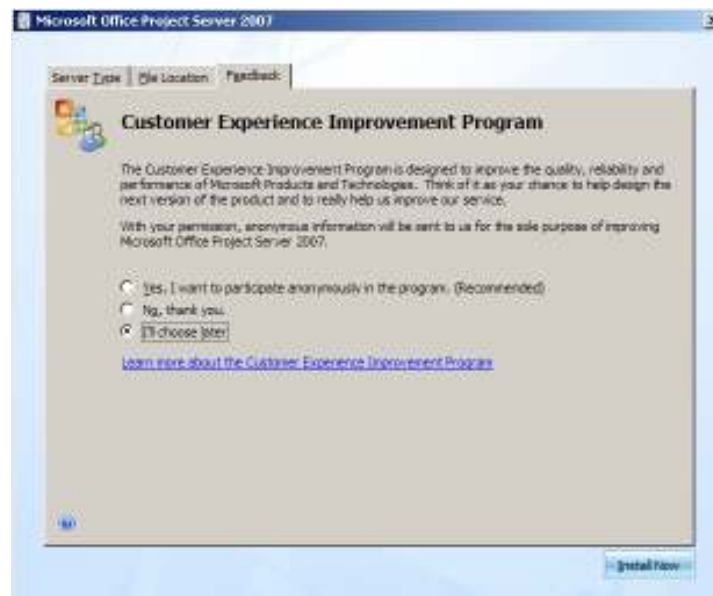 Microsoft Office Project Server 2007
Server Type
File Location
Feedback
Customer Experience Improvement Program
The Customer Experience Improvement Program is designed to improve the quality, reliability and
performance of Microsoft Products and Technologies. Think of it as your chance to help design the
next version of the product and to really help us improve our service.
With your permission, anonymous information will be sent to us for the sole purpose of improving
Microsoft Office Project Server 2007.
Yes, I want to participate anonymously in the program. (Recommended)
No, thank you.
I'll choose later
Learn more about the Customer Experience Improvement Program
Install Now